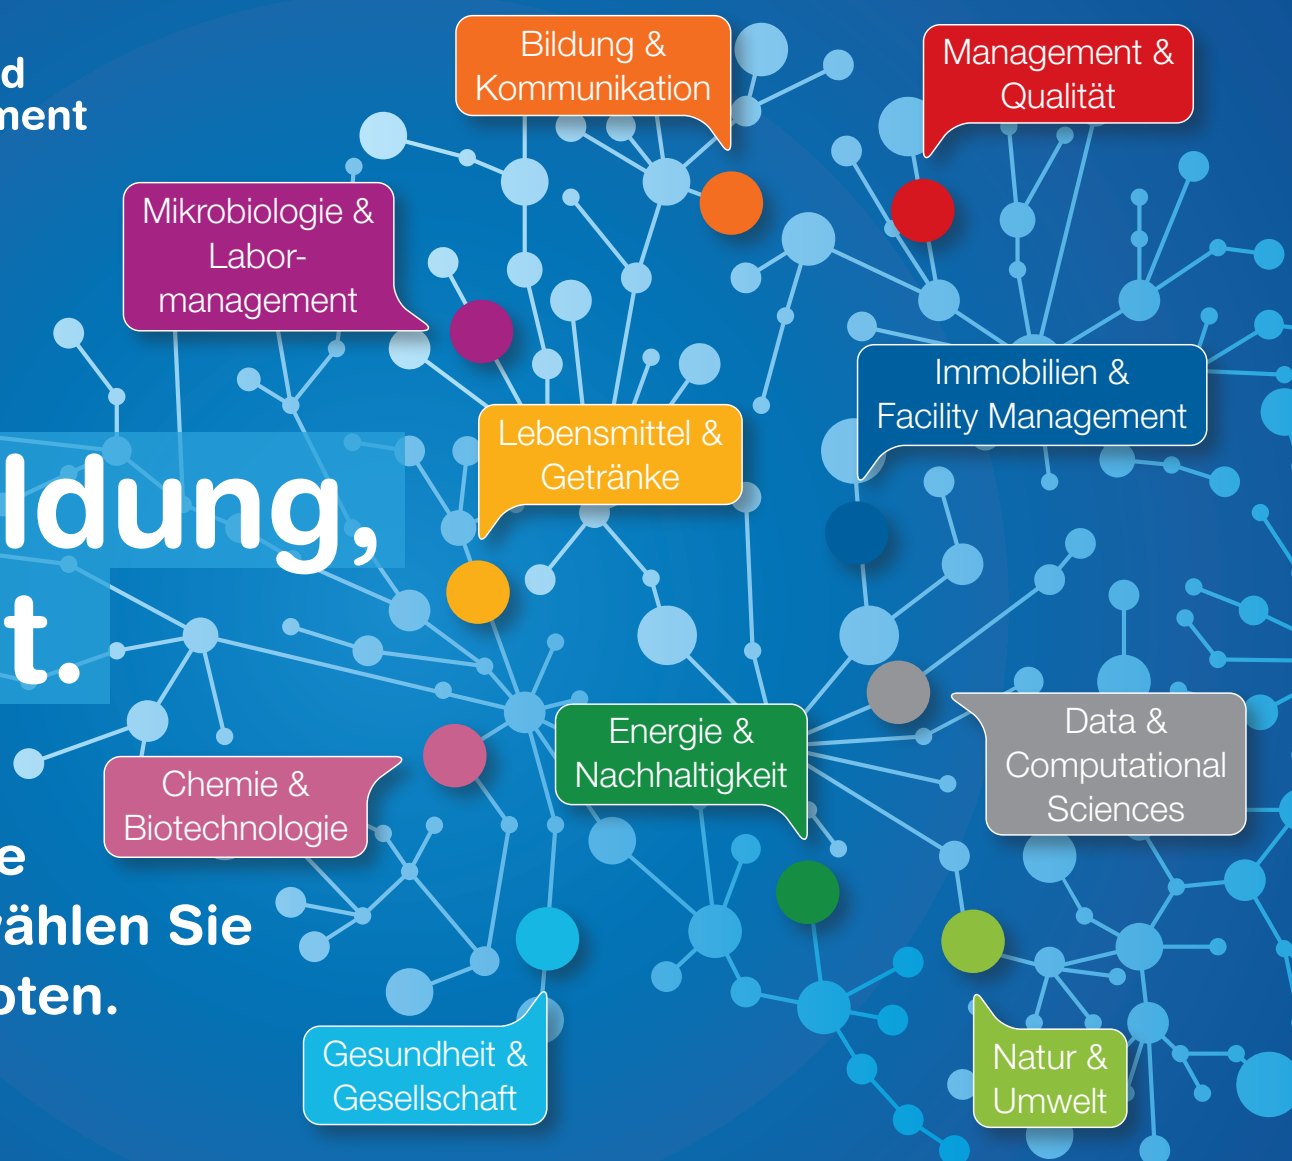 d
ment
Bildung &
Kommunikation
Management &
Qualität
Mikrobiologie &
Labor-
management
Immobilien &
Facility Management
Lebensmittel &
Getränke
ldung,
t.
Energie &
Nachhaltigkeit
Data &
Computational
Sciences
Chemie &
Biotechnologie
e
ählen Sie
oten.
Gesundheit &
Gesellschaft
Natur &
Umwelt